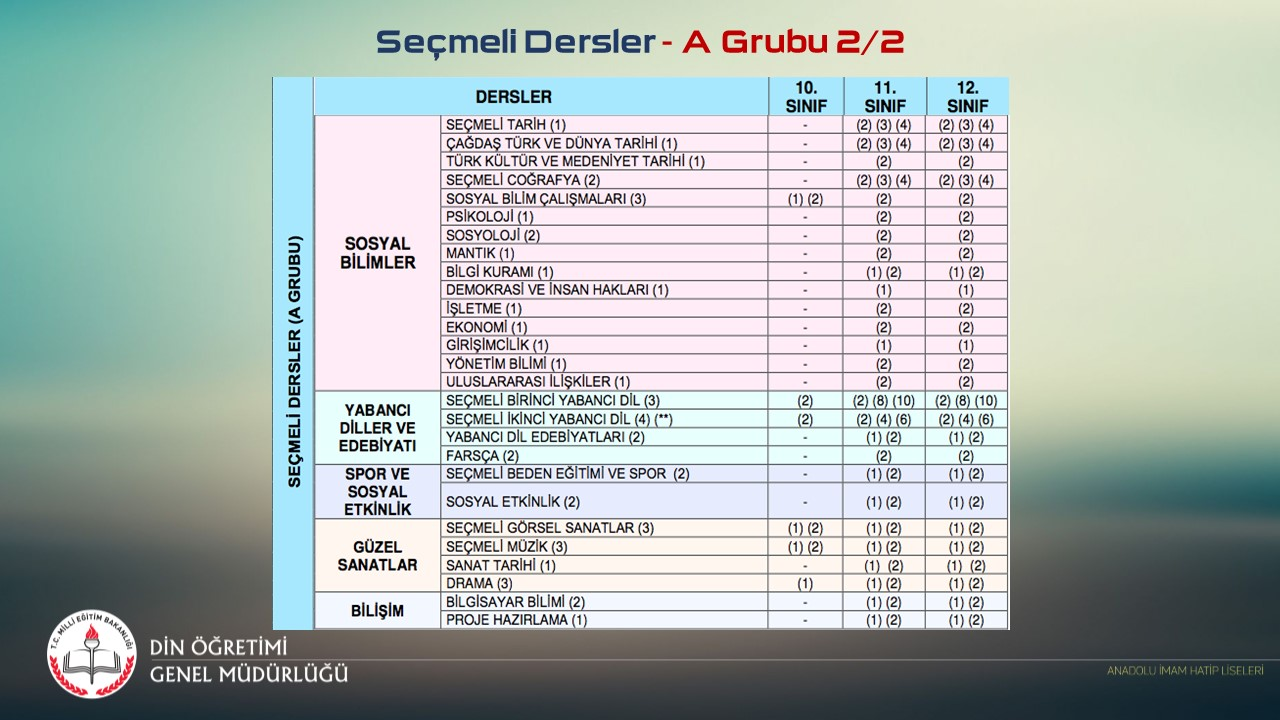 Seçmeli Dersler - A Grubu 2/2
SEÇMELİ DERSLER (A GRUBU)
DERSLER 10. SINIF 11. SINIF 12. SINIF
SOSYAL BİLİMLER
SEÇMELİ TARİH (1) - (2) (3) (4) (2) (3) (4)
ÇAĞDAŞ TÜRK VE DÜNYA TARİHİ (1) - (2) (3) (4) (2) (3) (4)
TÜRK KÜLTÜR VE MEDENİYET TARİHİ (1) - (2) (2)
SEÇMELİ COĞRAFYA (2) - (2) (3) (4) (2) (3) (4)
SOSYAL BİLİM ÇALIŞMALARI (3) (1) (2) (2) (2)
PSİKOLOJİ (1) - (2) (2)
SOSYOLOJİ (2) - (2) (2)
MANTIK (1) - (2) (2)
BİLGİ KURAMI (1) - (1) (2) (1) (2)
DEMOKRASİ VE İNSAN HAKLARI (1) - (1) (1)
İŞLETME (1) - (2) (2)
EKONOMİ (1) - (2) (2)
GİRİŞİMCİLİK (1) - (1) (1)
YÖNETİM BİLİMİ (1) - (2) (2)
ULUSLARARASI İLİŞKİLER (1) - (2) (2)
YABANCI DİLLER VE EDEBİYATI
SEÇMELİ BİRİNCİ YABANCI DİL (3) (2) (2) (8) (10) (2) (8) (10)
SEÇMELİ İKİNCİ YABANCI DİL (4) (**) (2) (2) (4) (6) (2) (4) (6)
YABANCI DİL EDEBİYATLARI (2) - (1) (2) (1) (2)
FARSÇA (2) - (2) (2)
SPOR VE SOSYAL ETKİNLİK
SEÇMELİ BEDEN EĞİTİMİ VE SPOR (2) - (1) (2) (1) (2)
SOSYAL ETKİNLİK (2) - (1) (2) (1) (2)
GÜZEL SANATLAR
SEÇMELİ GÖRSEL SANATLAR (3) (1) (2) (1) (2) (1) (2)
SEÇMELİ MÜZİK (3) (1) (2) (1) (2) (1) (2)
SANAT TARİHİ (1) - (1) (2) (1) (2)
DRAMA (3) (1) (1) (2) (1) (2)
BİLİŞİM
BİLGİSAYAR BİLİMİ (2) - (1) (2) (1) (2)
PROJE HAZIRLAMA (1) - (1) (2) (1) (2)
T.C. MİLLİ EĞİTİM BAKANLIĞI
DİN ÖĞRETİMİ
GENEL MÜDÜRLÜĞÜ
ANADOLU İMAM HATİP LİSELERİ